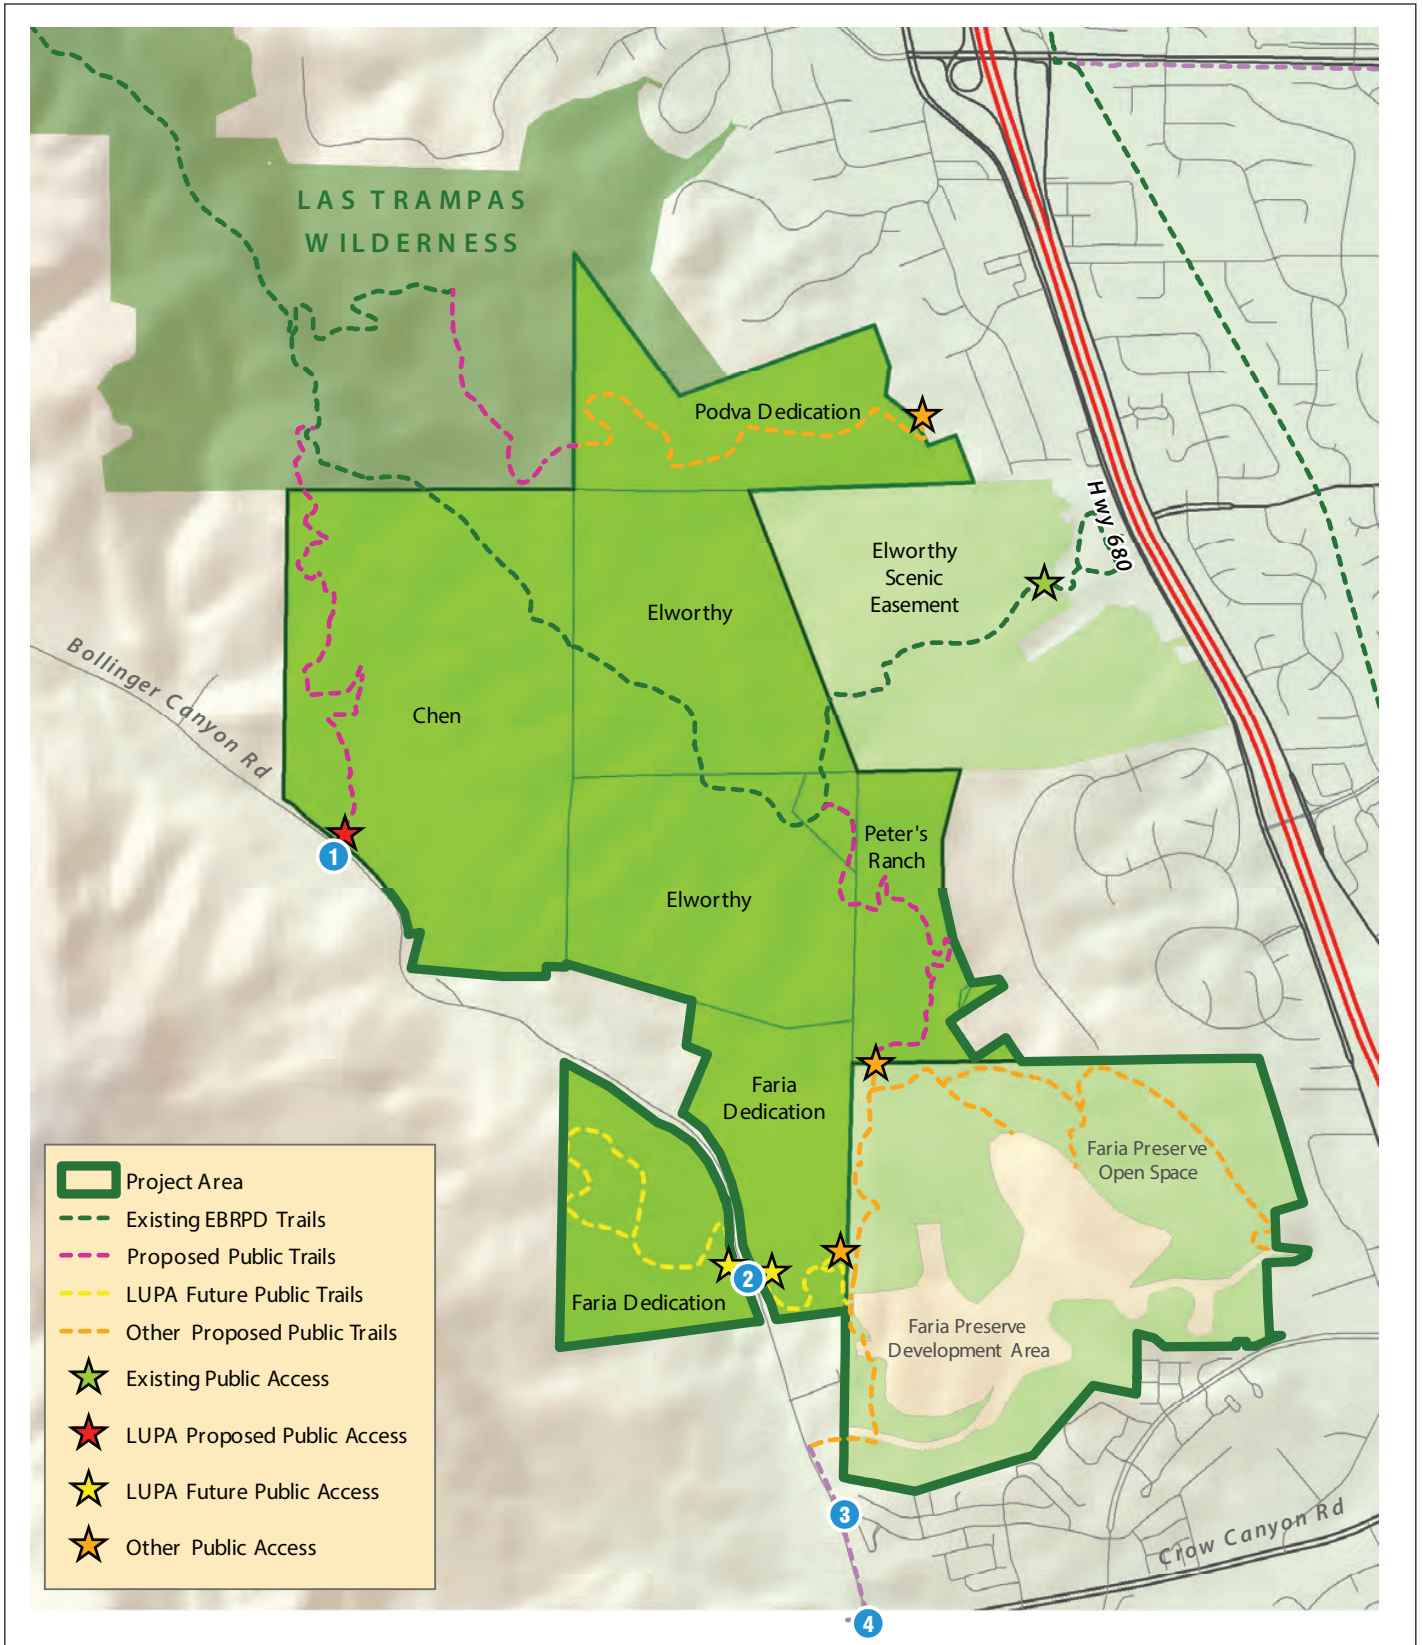 LAS TRAMPAS
WILDERNESS
Podva Dedication
Hwy 680
Elworthy
Scenic
Easement
Elworthy
Bollinger Canyon Rd
Chen
1
Peter's
Ranch
Elworthy
Faria
Dedication
Faria Preserve
Open Space
2
Faria Dedication
Faria Preserve
Development Area
3
Crow Canyon Rd
4
Project Area
Existing EBRPD Trails
Proposed Public Trails
LUPA Future Public Trails
Other Proposed Public Trails
Existing Public Access
LUPA Proposed Public Access
LUPA Future Public Access
Other Public Access